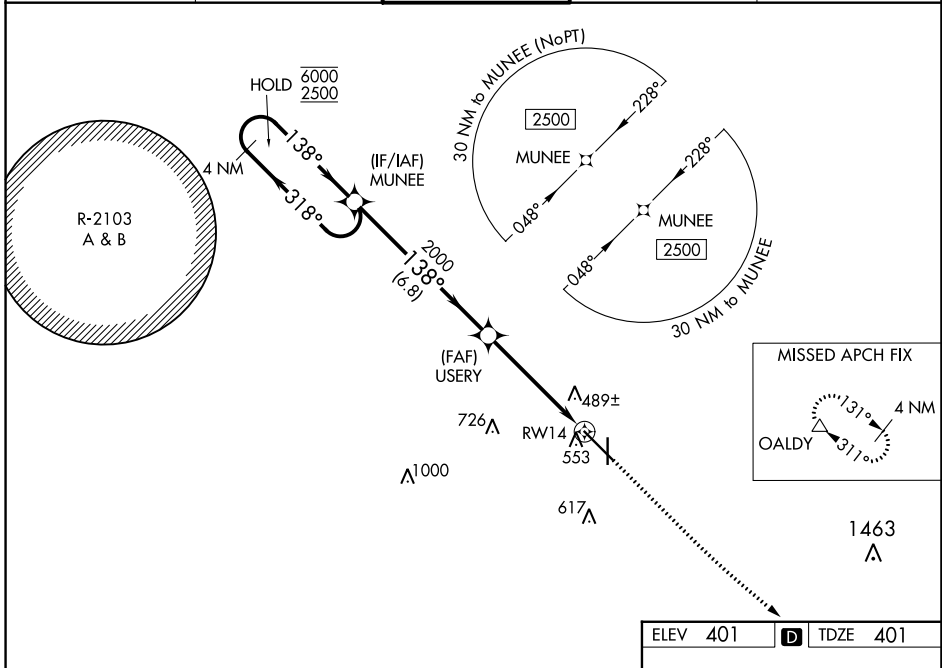 30 NM to MUNEE (NoPT)
228°
2500
MUNEE
048°
HOLD 6000
2500
138°
4 NM
318°
(IF/IAF)
MUNEE
R-2103
A & B
228°
MUNEE
2500
048°
30 NM to MUNEE
2000
138°
(6.8)
(FAF)
USERY
MISSED APCH FIX
131°
4 NM
OALDY
311°
489±
726
RW14
553
1000
617
1463
ELEV 401 D TDZE 401